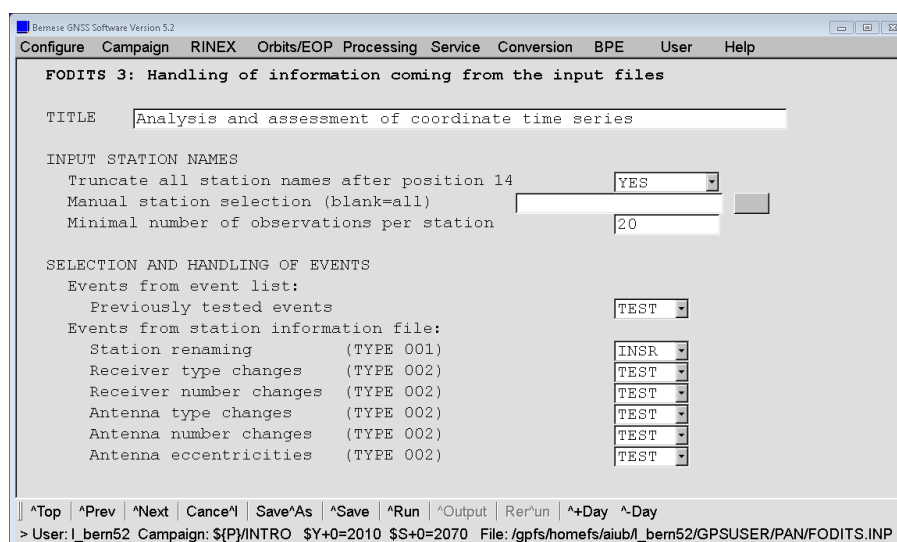 Bernese GNSS Software Version 5.2
Configure Campaign RINEX Orbits/EOP Processing Service Conversion BPE User Help
FODITS 3: Handling of information coming from the input files
TITLE Analysis and assessment of coordinate time series
INPUT STATION NAMES
Truncate all station names after position 14 YES
Manual station selection (blank=all)
Minimal number of observations per station 20
SELECTION AND HANDLING OF EVENTS
Events from event list:
Previously tested events TEST
Events from station information file:
Station renaming (TYPE 001) INSR
Receiver type changes (TYPE 002) TEST
Receiver number changes (TYPE 002) TEST
Antenna type changes (TYPE 002) TEST
Antenna number changes (TYPE 002) TEST
Antenna eccentricities (TYPE 002) TEST
^Top ^Prev ^Next Cance^l Save^As ^Save ^Run ^Output Rer^un ^+Day ^-Day
> User: l_bern52 Campaign: ${P}/INTRO $Y+0=2010 $S+0=2070 File: /gpfs/homefs/aiub/l_bern52/GPSUSER/PAN/FODITS.INP